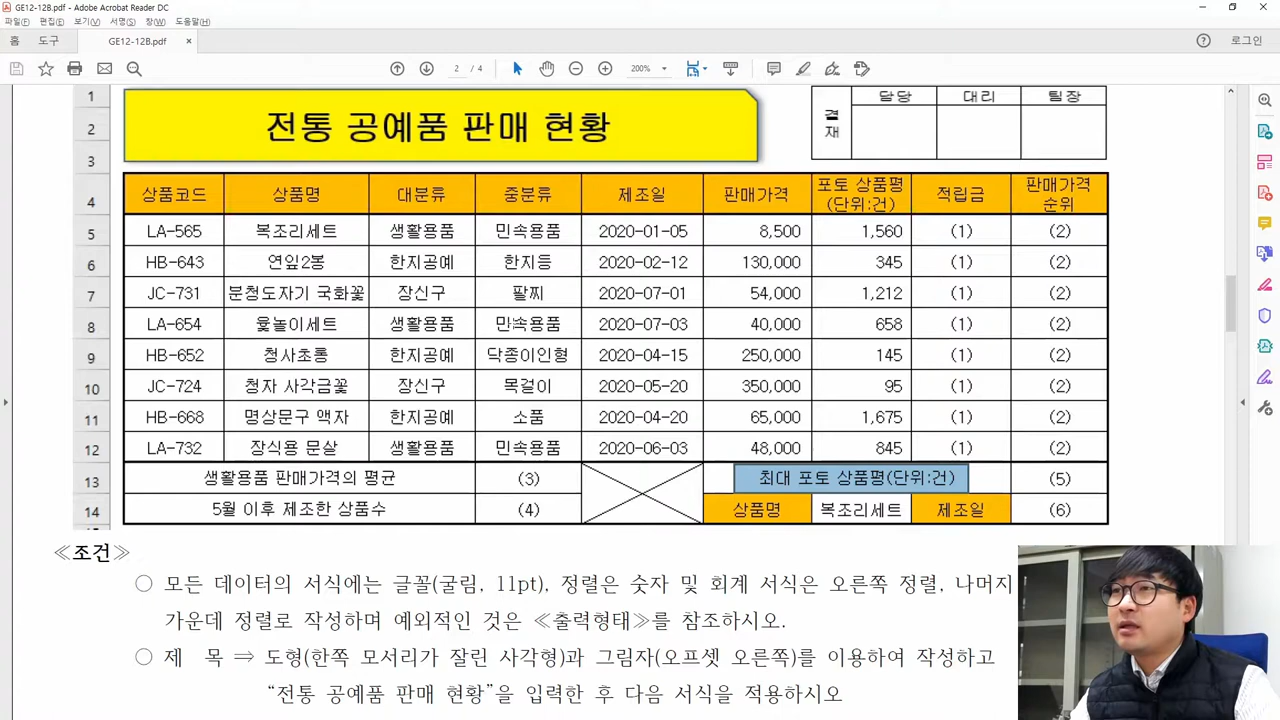 GE12-12B.pdf - Adobe Acrobat Reader DC
파일(F) 편집(E) 보기(V) 서명(S) 창(W) 도움말(H)
홈 도구 GE12-12B.pdf × 로그인
2 / 4 200%
1 담당 대리 팀장
2 전통 공예품 판매 현황 결재
3
4 상품코드 상품명 대분류 중분류 제조일 판매가격 포토 상품평 (단위:건) 적립금 판매가격 순위
5 LA-565 복조리세트 생활용품 민속용품 2020-01-05 8,500 1,560 (1) (2)
6 HB-643 연잎2봉 한지공예 한지등 2020-02-12 130,000 345 (1) (2)
7 JC-731 분청도자기 국화꽃 장신구 팔찌 2020-07-01 54,000 1,212 (1) (2)
8 LA-654 윷놀이세트 생활용품 민속용품 2020-07-03 40,000 658 (1) (2)
9 HB-652 청사초롱 한지공예 닥종이인형 2020-04-15 250,000 145 (1) (2)
10 JC-724 청자 사각금꽃 장신구 목걸이 2020-05-20 350,000 95 (1) (2)
11 HB-668 명상문구 액자 한지공예 소품 2020-04-20 65,000 1,675 (1) (2)
12 LA-732 장식용 문살 생활용품 민속용품 2020-06-03 48,000 845 (1) (2)
13 생활용품 판매가격의 평균 (3) 최대 포토 상품평(단위:건) (5)
14 5월 이후 제조한 상품수 (4) 상품명 복조리세트 제조일 (6)
≪조건≫
○ 모든 데이터의 서식에는 글꼴(굴림, 11pt), 정렬은 숫자 및 회계 서식은 오른쪽 정렬, 나머지
가운데 정렬로 작성하며 예외적인 것은 ≪출력형태≫를 참조하시오.
○ 제 목 ⇒ 도형(한쪽 모서리가 잘린 사각형)과 그림자(오프셋 오른쪽)를 이용하여 작성하고
“전통 공예품 판매 현황”을 입력한 후 다음 서식을 적용하시오